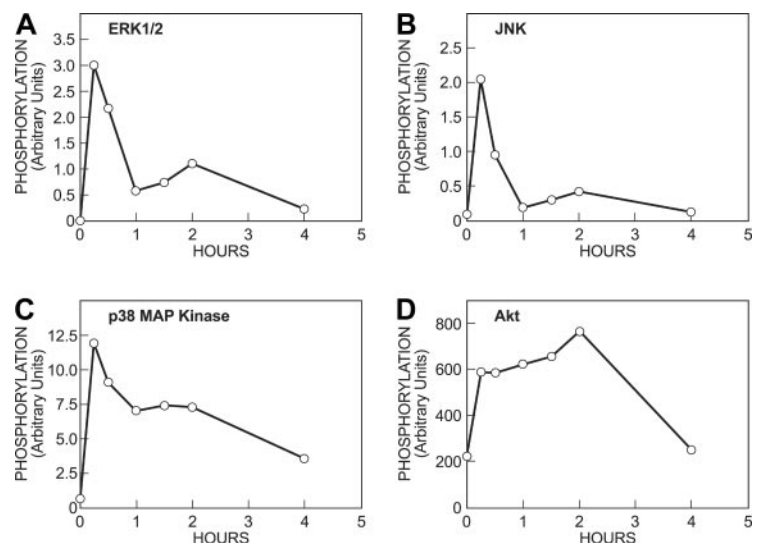 A
ERK1/2
PHOSPHORYLATION
(Arbitrary Units)
3.5
3.0
2.5
2.0
1.5
1.0
0.5
0
0 1 2 3 4 5
HOURS
B
JNK
PHOSPHORYLATION
(Arbitrary Units)
2.5
2.0
1.5
1.0
0.5
0
0 1 2 3 4 5
HOURS
C
p38 MAP Kinase
PHOSPHORYLATION
(Arbitrary Units)
12.5
10.0
7.5
5.0
2.5
0
0 1 2 3 4 5
HOURS
D
Akt
PHOSPHORYLATION
(Arbitrary Units)
800
600
400
200
0
0 1 2 3 4 5
HOURS